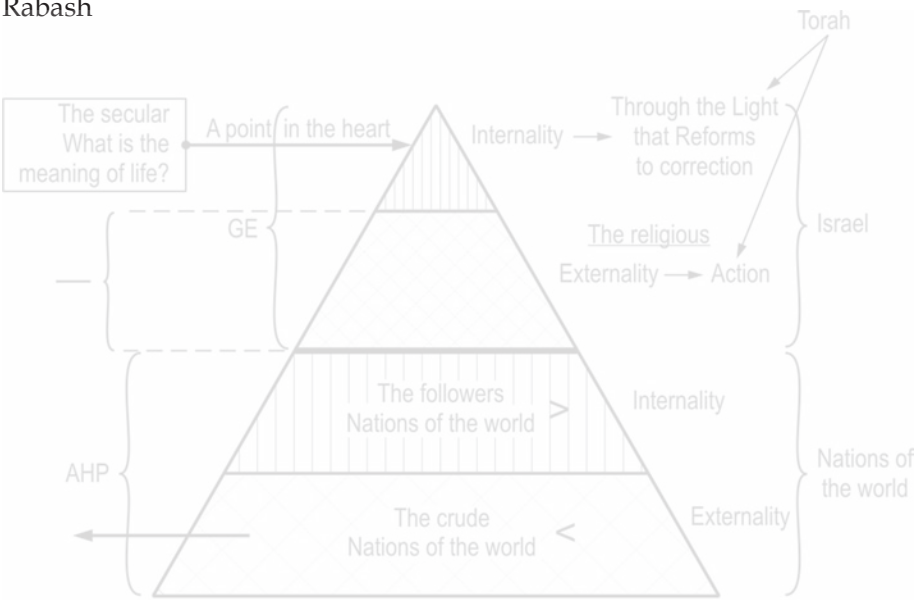 Rabash
Torah
The secular
What is the
meaning of life?
A point in the heart
Internality
Through the Light
that Reforms
to correction
GE
The religious
Israel
Externality
Action
The followers
Nations of the world
>
Internality
AHP
Nations of
the world
The crude
Nations of the world
<
Externality